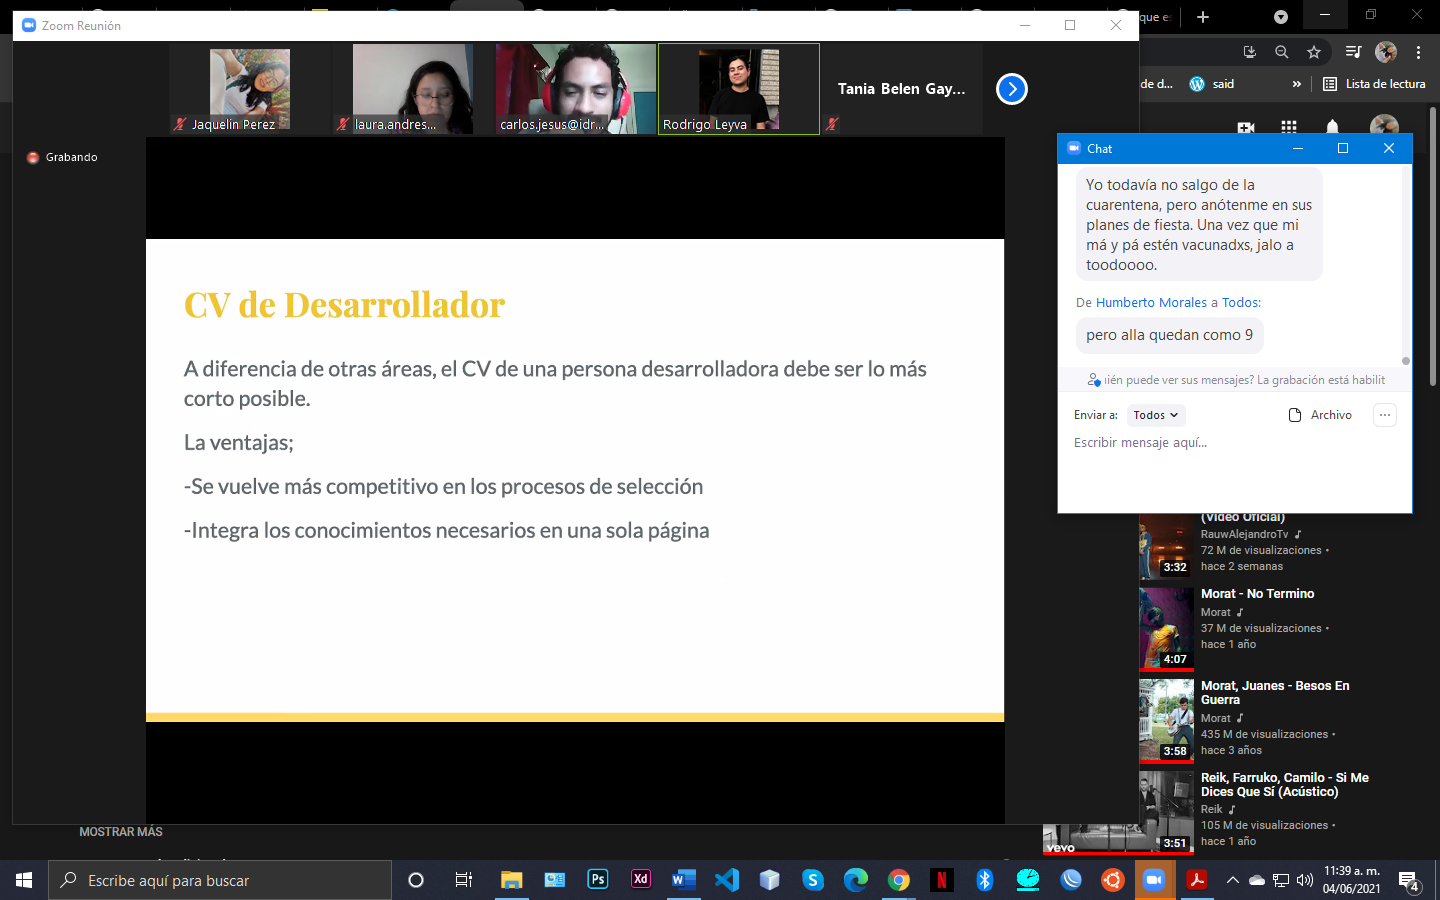 Zoom Reunión
que e
Jaquelin Perez
laura.andres...
carlos.jesus@idr...
Rodrigo Leyva
Tania Belen Gay...
Grabando
de d...
said
»
Lista de lectura
CV de Desarrollador
A diferencia de otras áreas, el CV de una persona desarrolladora debe ser lo más
corto posible.
La ventajas;
-Se vuelve más competitivo en los procesos de selección
-Integra los conocimientos necesarios en una sola página
Chat
Yo todavía no salgo de la
cuarentena, pero anótenme en sus
planes de fiesta. Una vez que mi
má y pá estén vacunadxs, jalo a
toodoooo.
De Humberto Morales a Todos:
pero alla quedan como 9
ién puede ver sus mensajes? La grabación está habilit
Enviar a: Todos
Archivo
Escribir mensaje aquí...
(Video Oficial)
RauwAlejandroTv
72 M de visualizaciones •
hace 2 semanas
3:32
Morat - No Termino
Morat
37 M de visualizaciones •
hace 1 año
4:07
Morat, Juanes - Besos En
Guerra
Morat
435 M de visualizaciones •
hace 3 años
3:58
Reik, Farruko, Camilo - Si Me
Dices Que Sí (Acústico)
Reik
105 M de visualizaciones •
hace 1 año
3:51
vevo
MOSTRAR MÁS
Escribe aquí para buscar
Ps
Xd
11:39 a. m.
04/06/2021
4